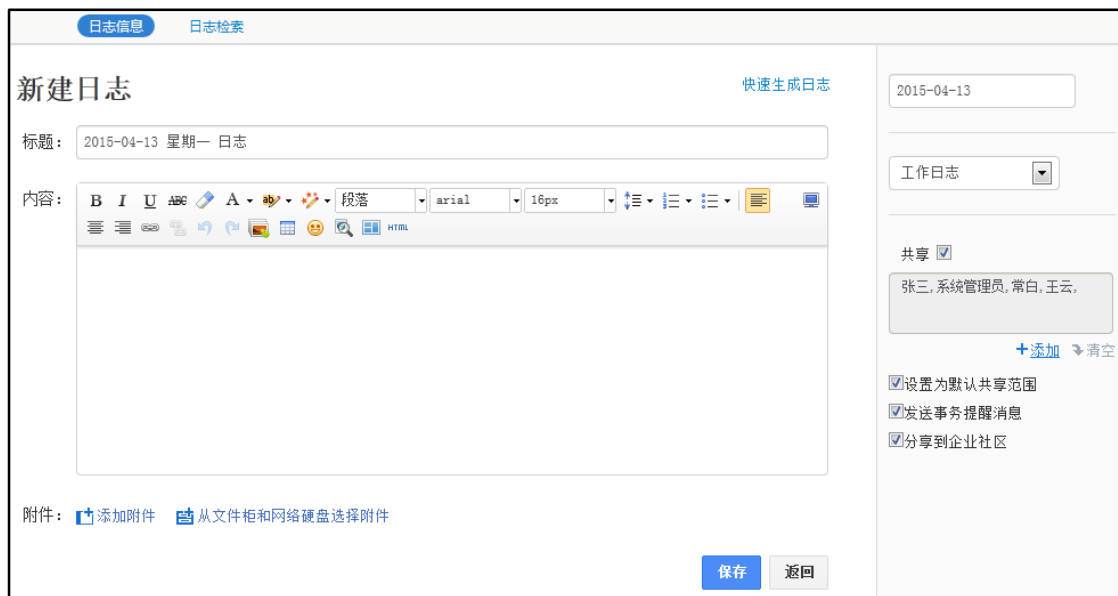 日志信息 日志检索
新建日志
快速生成日志
标题： 2015-04-13 星期一 日志
内容： B I U ABC A ab 段落 arial 16px
HTML
附件： 添加附件 从文件柜和网络硬盘选择附件
保存 返回
2015-04-13
工作日志
共享
张三,系统管理员,常白,王云,
+添加 清空
设置为默认共享范围
发送事务提醒消息
分享到企业社区